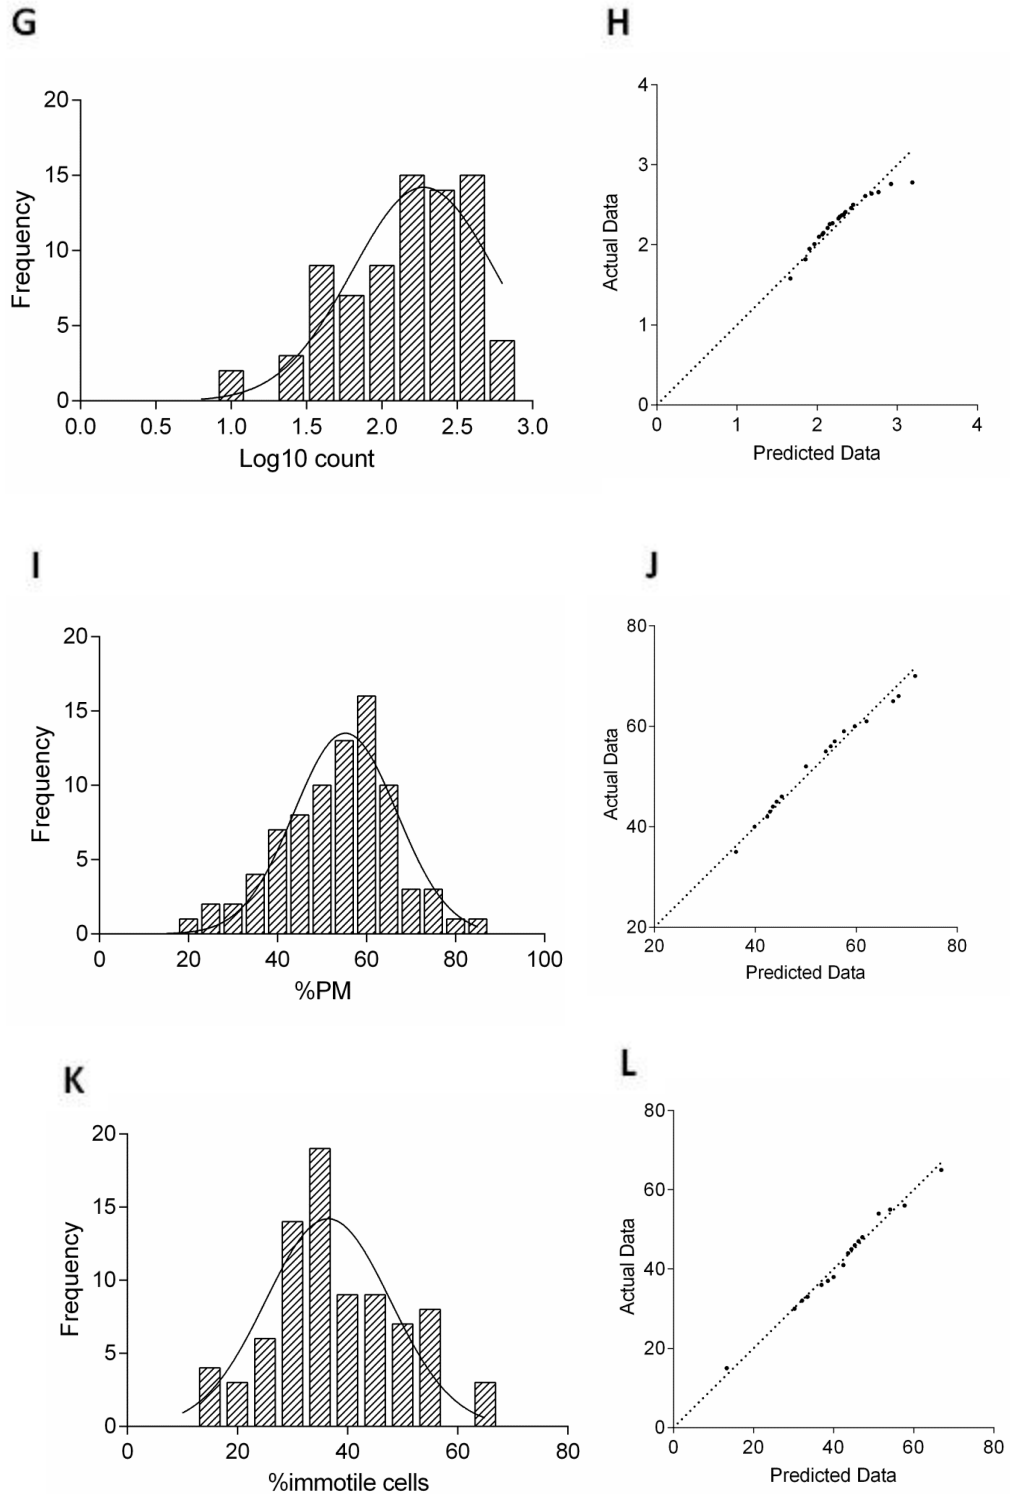 G
H
20
15
10
5
0
Frequency
0.0 0.5 1.0 1.5 2.0 2.5 3.0
Log10 count
4
3
2
1
0
Actual Data
0 1 2 3 4
Predicted Data
I
J
20
15
10
5
0
Frequency
0 20 40 60 80 100
%PM
80
60
40
20
Actual Data
20 40 60 80
Predicted Data
K
L
20
15
10
5
0
Frequency
0 20 40 60 80
%immotile cells
80
60
40
20
0
Actual Data
0 20 40 60 80
Predicted Data